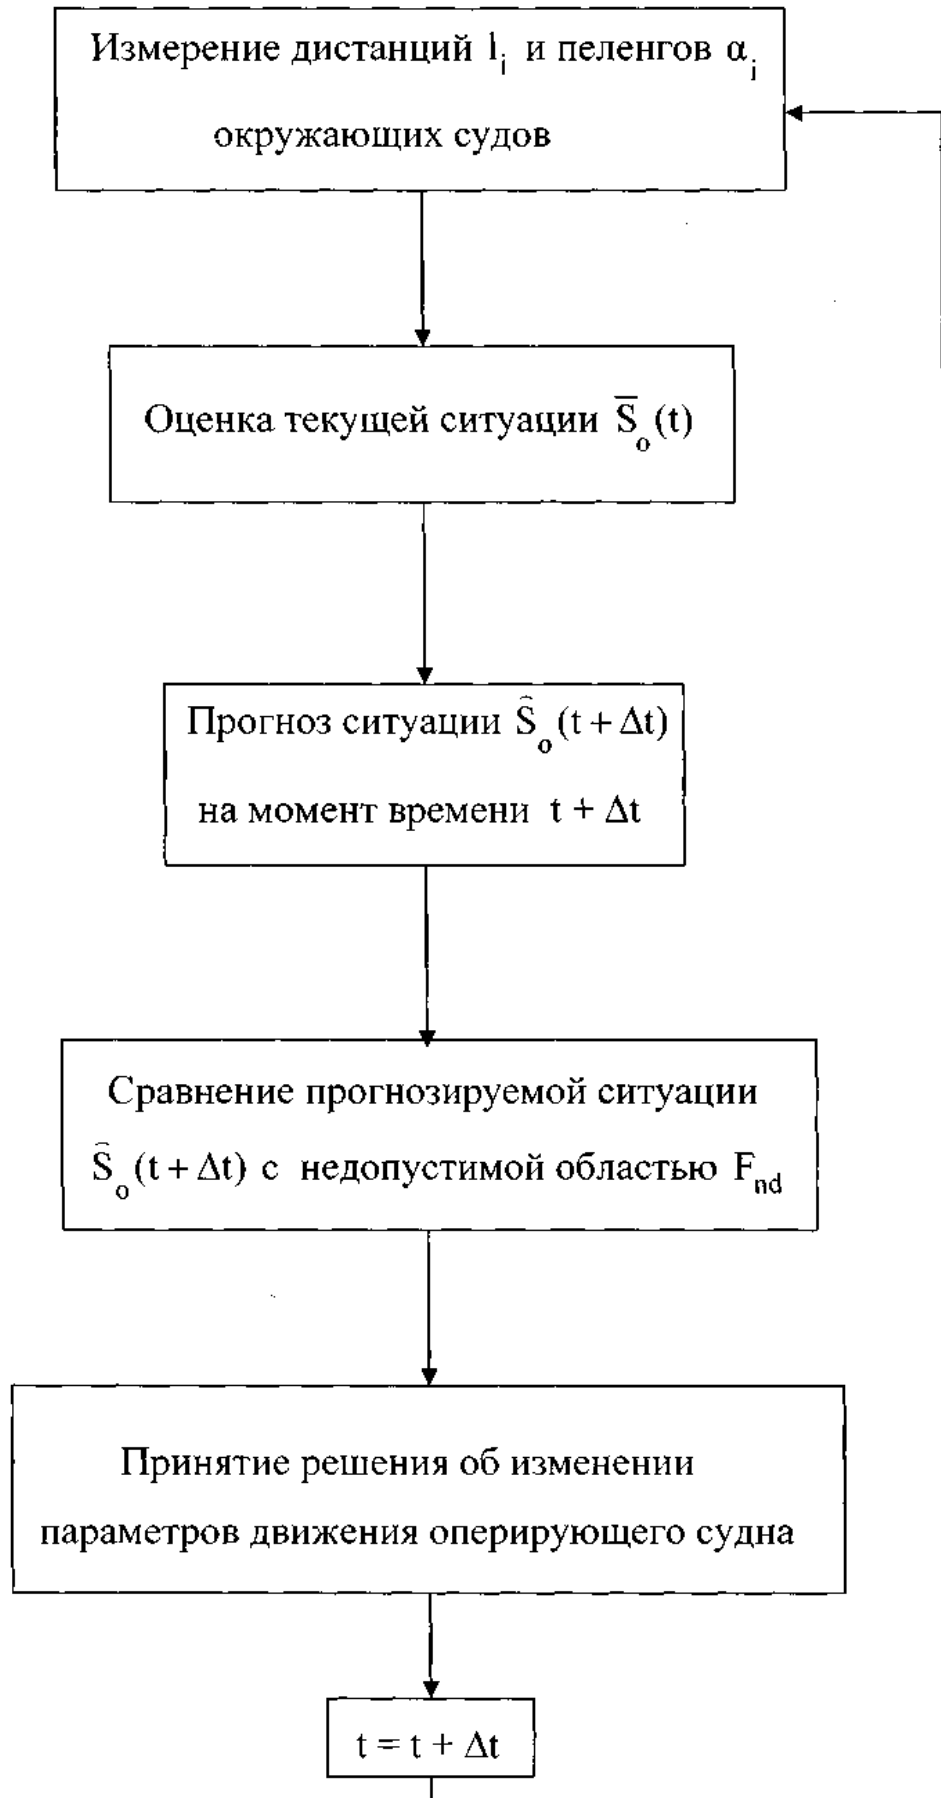 Измерение дистанций l_i и пеленгов α_i
окружающих судов
Оценка текущей ситуации S̅_o(t)
Прогноз ситуации Ŝ_o(t + Δt)
на момент времени t + Δt
Сравнение прогнозируемой ситуации
Ŝ_o(t + Δt) с недопустимой областью F_nd
Принятие решения об изменении
параметров движения оперирующего судна
t = t + Δt